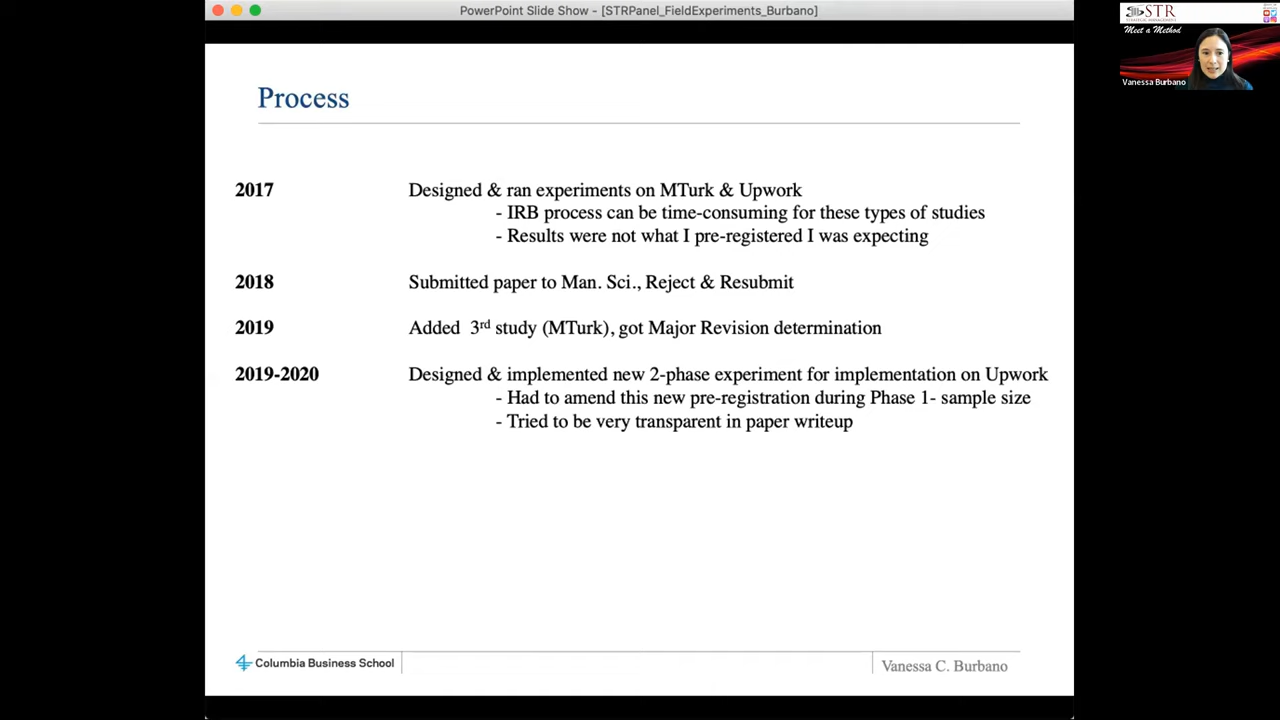 PowerPoint Slide Show - [STRPanel_FieldExperiments_Burbano]
STR
Meet a Method
Vanessa Burbano
Process
2017 Designed & ran experiments on MTurk & Upwork
- IRB process can be time-consuming for these types of studies
- Results were not what I pre-registered I was expecting
2018 Submitted paper to Man. Sci., Reject & Resubmit
2019 Added 3rd study (MTurk), got Major Revision determination
2019-2020 Designed & implemented new 2-phase experiment for implementation on Upwork
- Had to amend this new pre-registration during Phase 1- sample size
- Tried to be very transparent in paper writeup
Columbia Business School
Vanessa C. Burbano